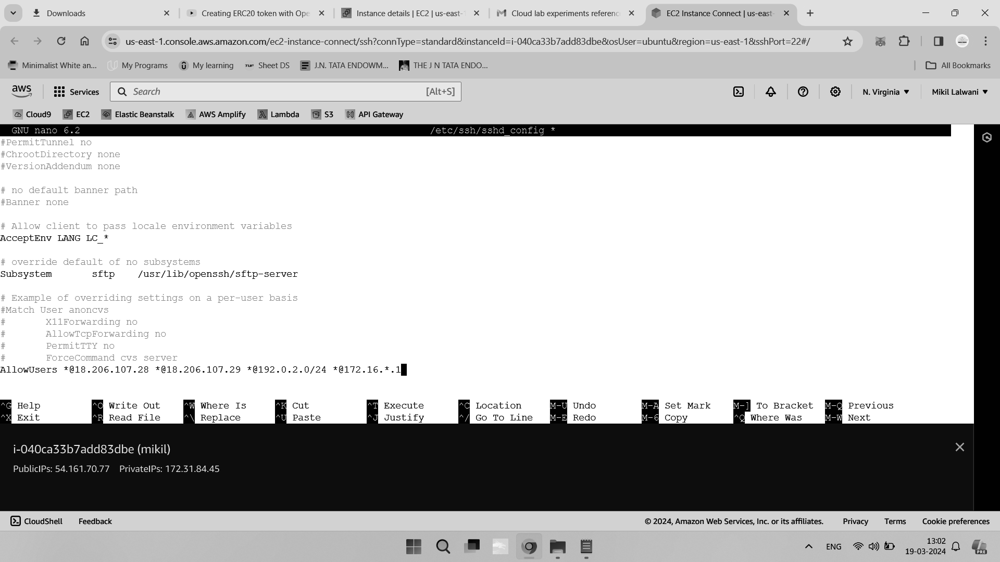 Downloads
Creating ERC20 token with Ope
Instance details | EC2 | us-east-1
Cloud lab experiments referenc
EC2 Instance Connect | us-east-
us-east-1.console.aws.amazon.com/ec2-instance-connect/ssh?connType=standard&instanceId=i-040ca33b7add83dbe&osUser=ubuntu&region=us-east-1&sshPort=22#/
Minimalist White an...
My Programs
My learning
TUF Sheet DS
J.N. TATA ENDOWM...
THE J N TATA ENDO...
All Bookmarks
aws
Services
Search
[Alt+S]
N. Virginia
Mikil Lalwani
Cloud9
EC2
Elastic Beanstalk
AWS Amplify
Lambda
S3
API Gateway
GNU nano 6.2 /etc/ssh/sshd_config *
#PermitTunnel no
#ChrootDirectory none
#VersionAddendum none
# no default banner path
#Banner none
# Allow client to pass locale environment variables
AcceptEnv LANG LC_*
# override default of no subsystems
Subsystem sftp /usr/lib/openssh/sftp-server
# Example of overriding settings on a per-user basis
#Match User anoncvs
# X11Forwarding no
# AllowTcpForwarding no
# PermitTTY no
# ForceCommand cvs server
AllowUsers *@18.206.107.28 *@18.206.107.29 *@192.0.2.0/24 *@172.16.*.1
^G Help ^O Write Out ^W Where Is ^K Cut ^T Execute ^C Location M-U Undo M-A Set Mark M-] To Bracket M-Q Previous
^X Exit ^R Read File ^\ Replace ^U Paste ^J Justify ^/ Go To Line M-E Redo M-6 Copy ^Q Where Was M-W Next
i-040ca33b7add83dbe (mikil)
PublicIPs: 54.161.70.77 PrivateIPs: 172.31.84.45
CloudShell
Feedback
© 2024, Amazon Web Services, Inc. or its affiliates.
Privacy
Terms
Cookie preferences
ENG
13:02
19-03-2024
PRE